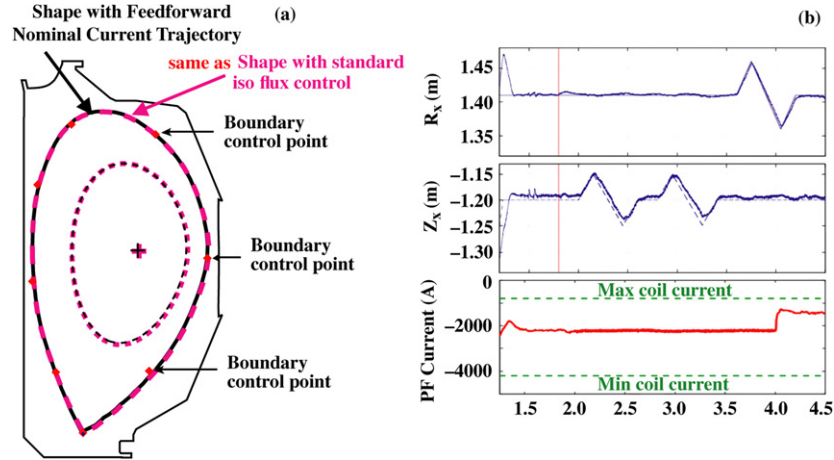 Shape with Feedforward
Nominal Current Trajectory
(a)
same as Shape with standard
iso flux control
Boundary
control point
Boundary
control point
Boundary
control point
(b)
Rx (m)
1.45
1.40
1.35
Zx (m)
−1.15
−1.20
−1.25
−1.30
PF Current (A)
0
−2000
−4000
Max coil current
Min coil current
1.5 2.0 2.5 3.0 3.5 4.0 4.5